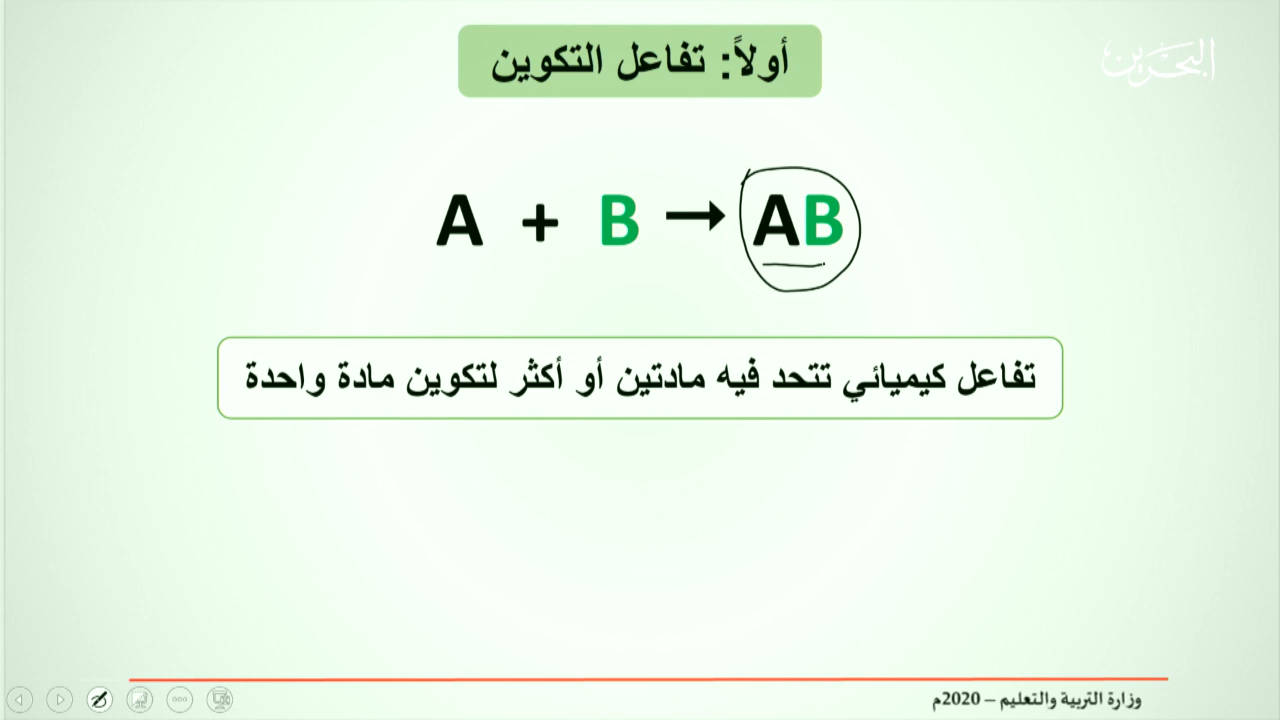 البحرين
أولاً: تفاعل التكوين
A + B → AB
تفاعل كيميائي تتحد فيه مادتين أو أكثر لتكوين مادة واحدة
وزارة التربية والتعليم – 2020م